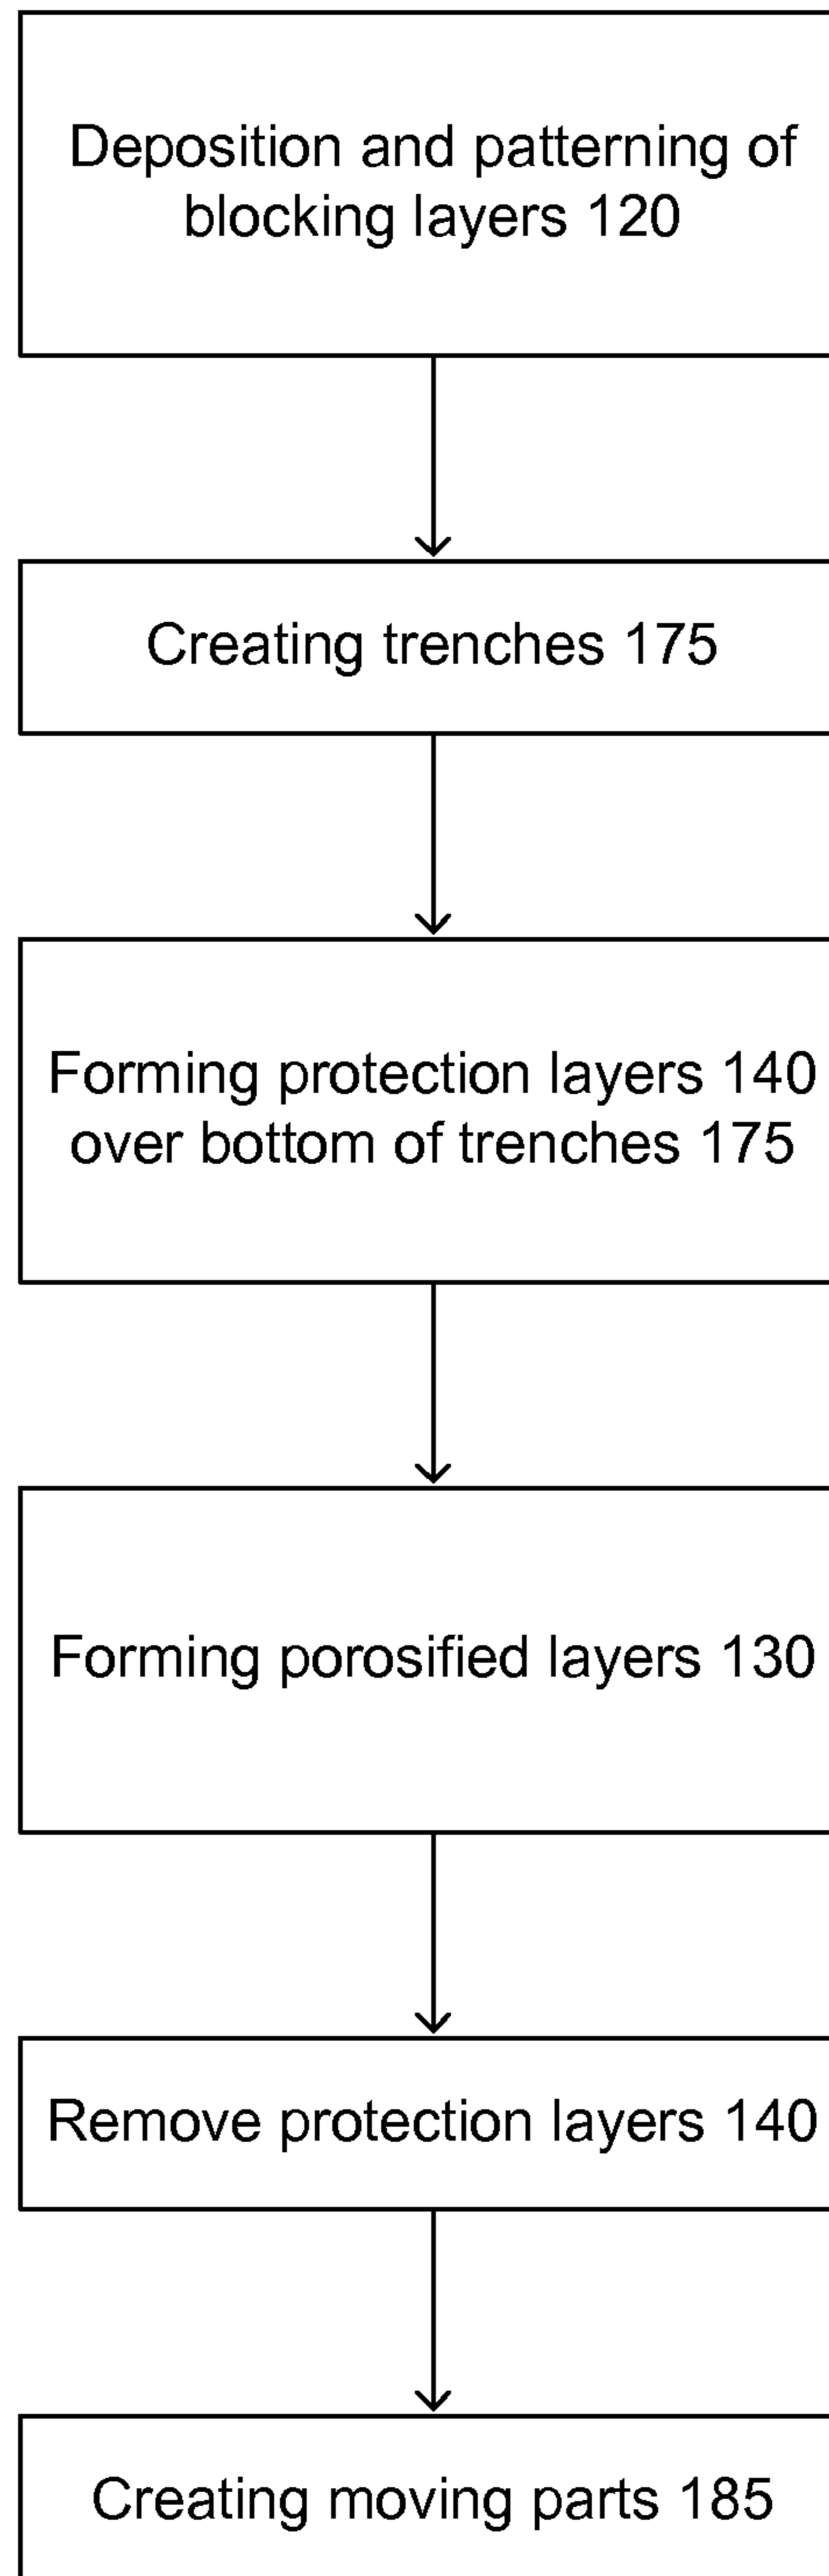 Deposition and patterning of
blocking layers 120
Creating trenches 175
Forming protection layers 140
over bottom of trenches 175
Forming porosified layers 130
Remove protection layers 140
Creating moving parts 185